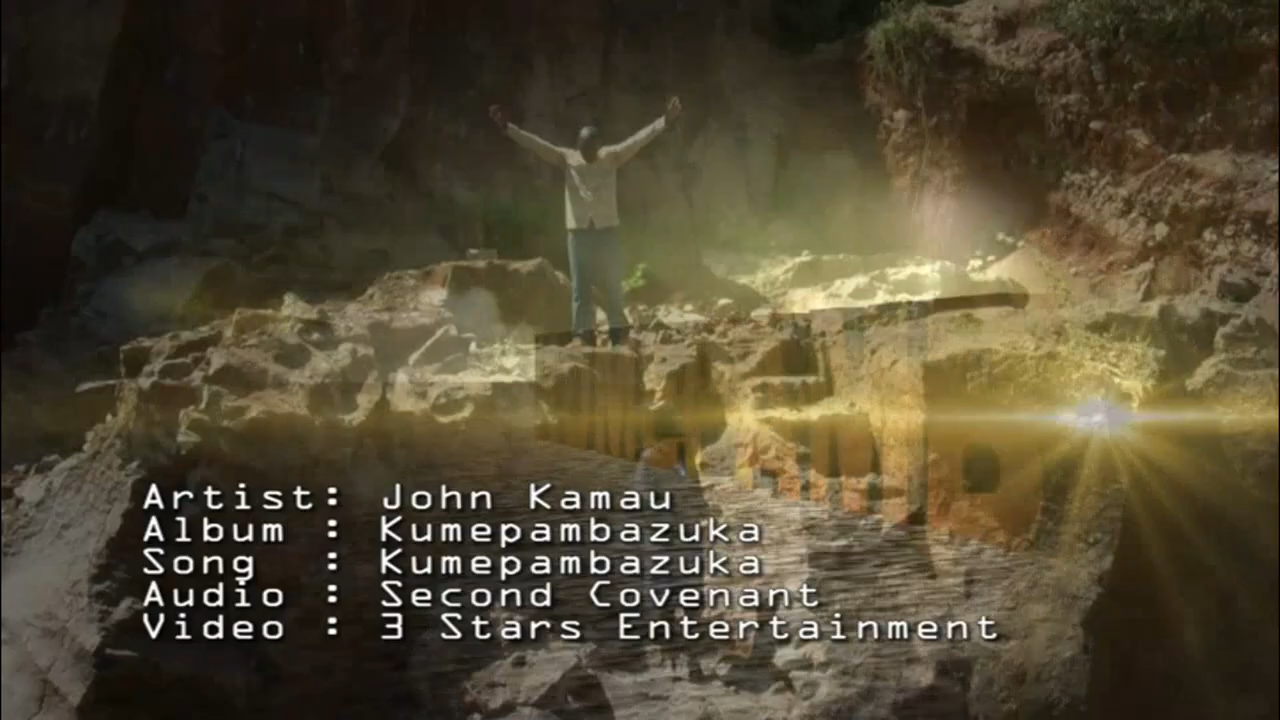 Artist: John Kamau
Album : Kumepambazuka
Song : Kumepambazuka
Audio : Second Covenant
Video : 3 Stars Entertainment